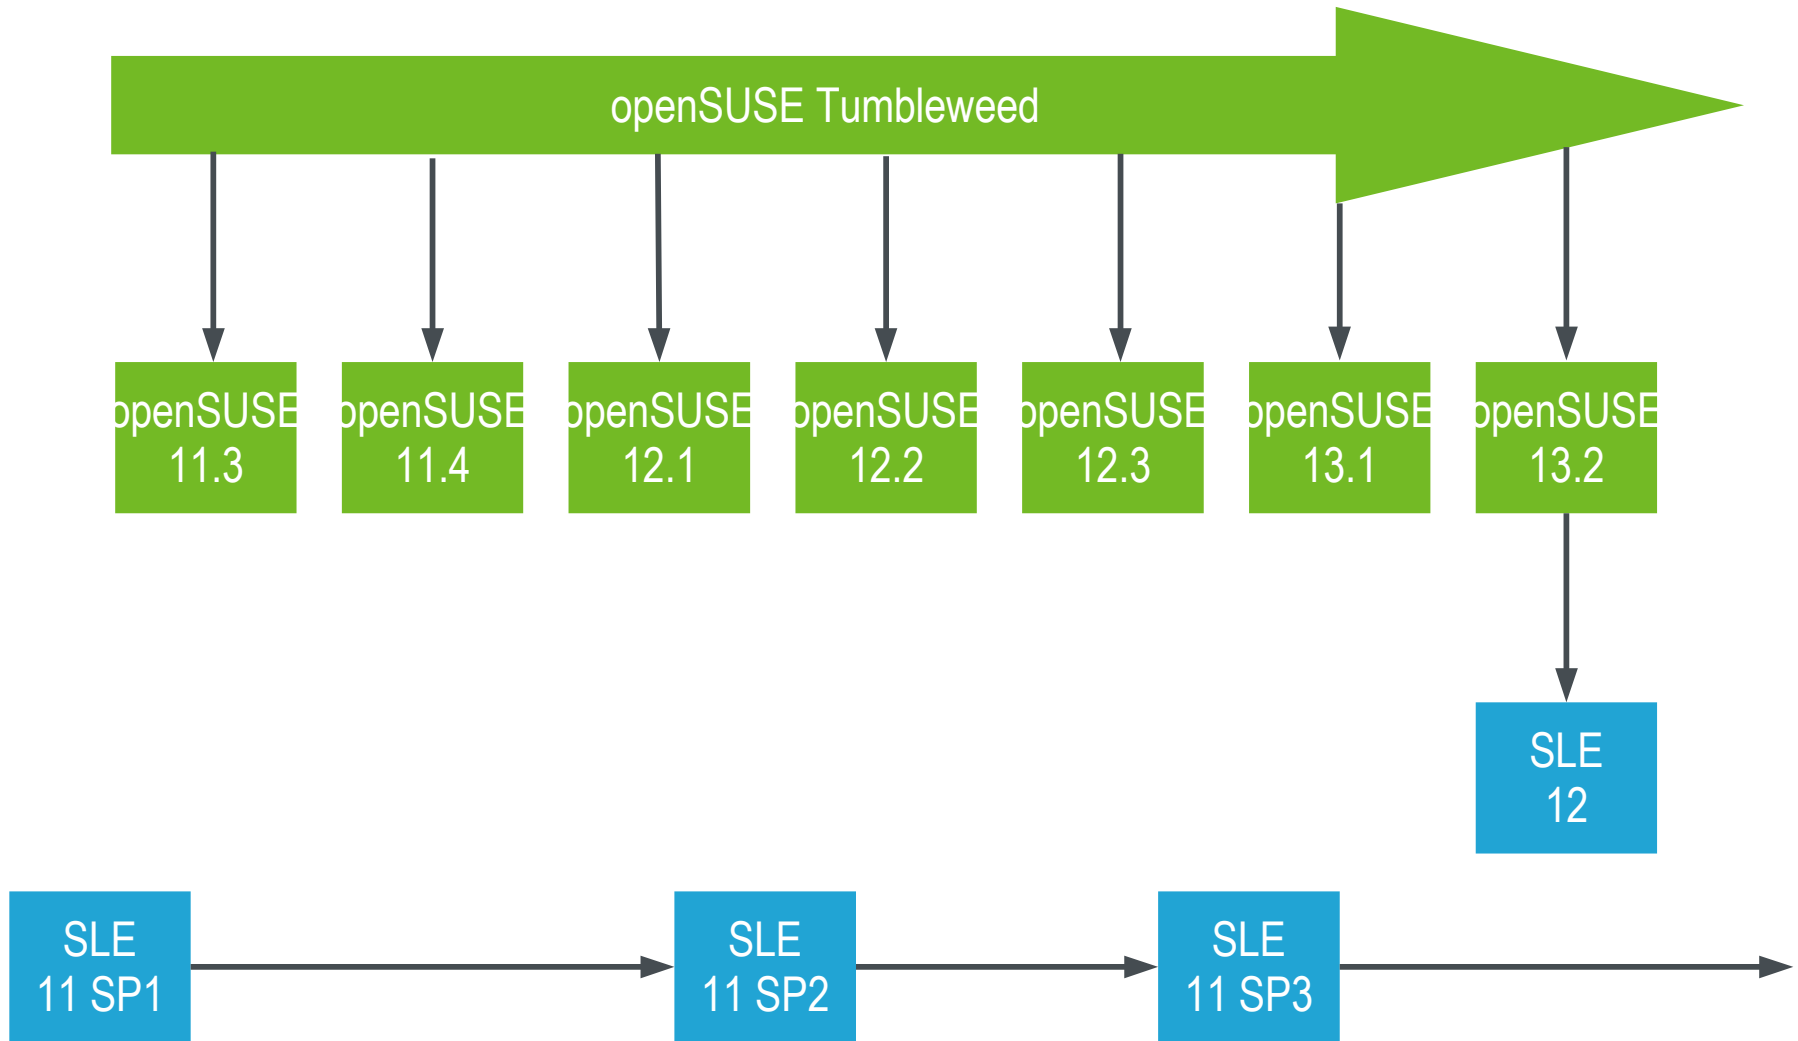 openSUSE Tumbleweed
openSUSE
11.3
openSUSE
11.4
openSUSE
12.1
openSUSE
12.2
openSUSE
12.3
openSUSE
13.1
openSUSE
13.2
SLE
12
SLE
11 SP1
SLE
11 SP2
SLE
11 SP3